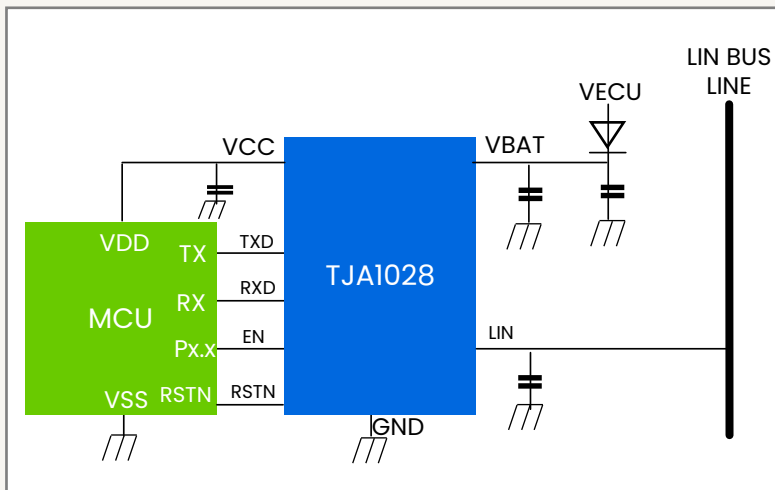 LIN BUS
LINE
VECU
VCC
VBAT
VDD
TX
TXD
TJA1028
RX
RXD
MCU
Px.x
EN
LIN
VSS
RSTN
RSTN
GND